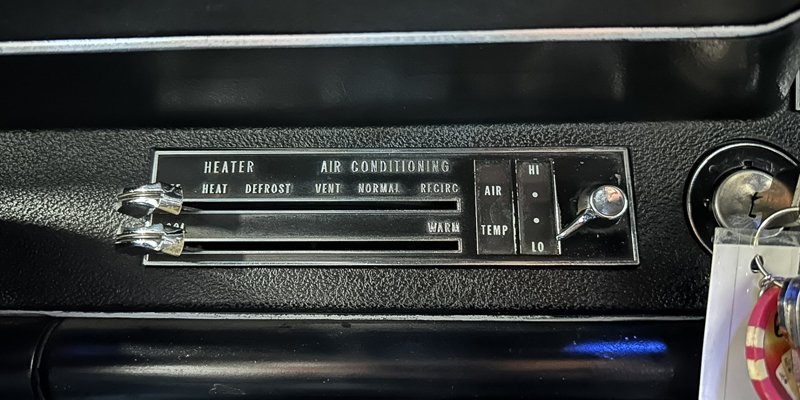 HEATER AIR CONDITIONING
HEAT DEFROST VENT NORMAL RECIRC
WARM
AIR
TEMP
HI
LO